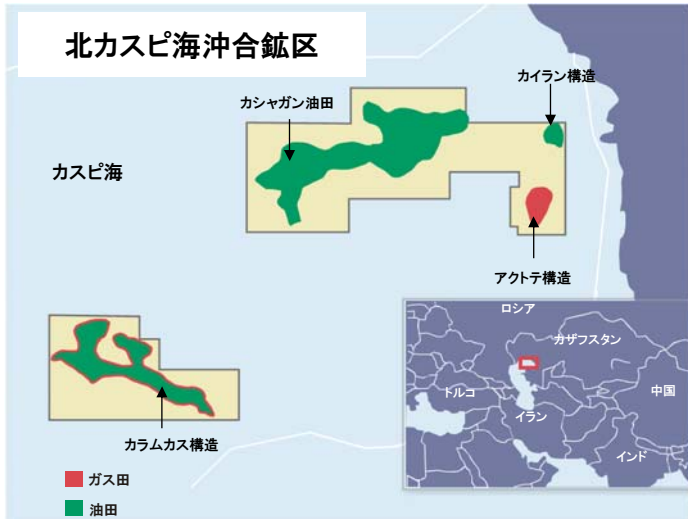 北カスピ海沖合鉱区
カイラン構造
カシャガン油田
カスピ海
アクトテ構造
ロシア
カザフスタン
中国
トルコ
イラン
インド
カラムカス構造
ガス田
油田